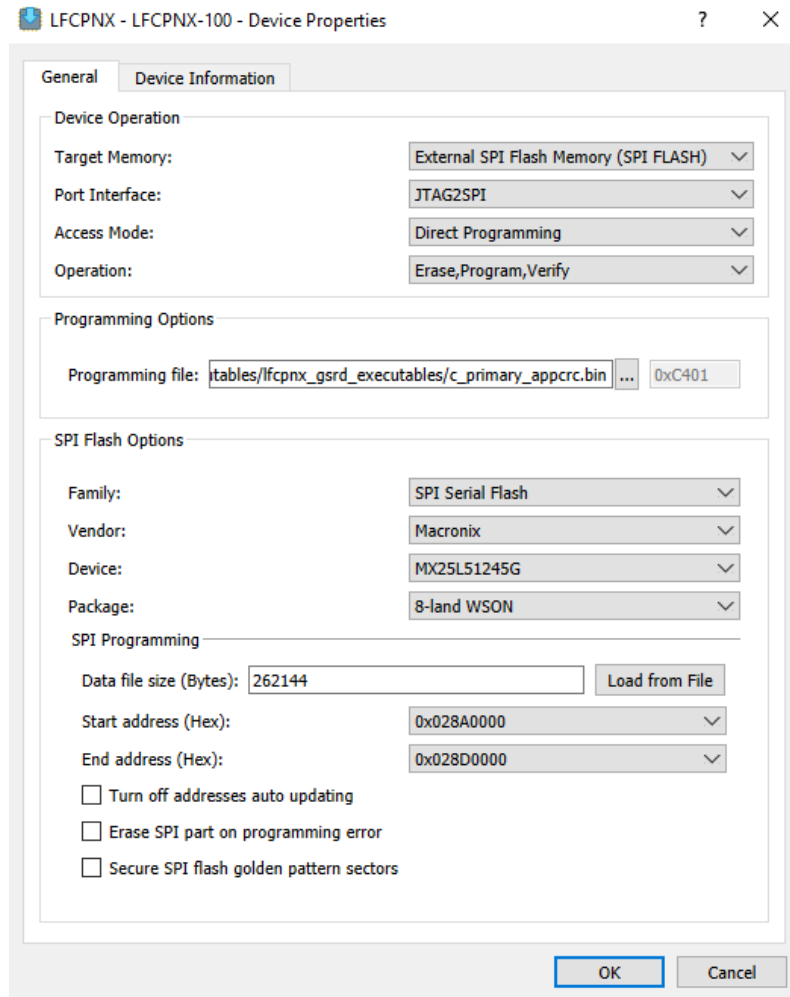 LFCPNX - LFCPNX-100 - Device Properties ? ×
General Device Information
Device Operation
Target Memory: External SPI Flash Memory (SPI FLASH)
Port Interface: JTAG2SPI
Access Mode: Direct Programming
Operation: Erase,Program,Verify
Programming Options
Programming file: utables/lfcpnx_gsrd_executables/c_primary_appcrc.bin ... 0xC401
SPI Flash Options
Family: SPI Serial Flash
Vendor: Macronix
Device: MX25L51245G
Package: 8-land WSON
SPI Programming
Data file size (Bytes): 262144 Load from File
Start address (Hex): 0x028A0000
End address (Hex): 0x028D0000
Turn off addresses auto updating
Erase SPI part on programming error
Secure SPI flash golden pattern sectors
OK Cancel